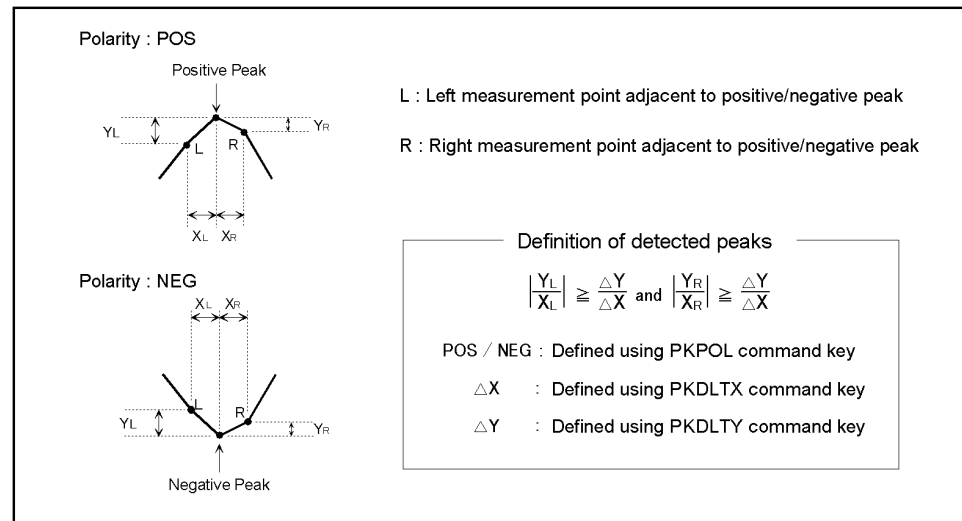 Polarity : POS
Positive Peak
YL
L
R
YR
XL XR
L : Left measurement point adjacent to positive/negative peak
R : Right measurement point adjacent to positive/negative peak
Polarity : NEG
XL XR
L
R
YL
YR
Negative Peak
Definition of detected peaks
|YL/XL| ≧ △Y/△X and |YR/XR| ≧ △Y/△X
POS / NEG : Defined using PKPOL command key
△X : Defined using PKDLTX command key
△Y : Defined using PKDLTY command key